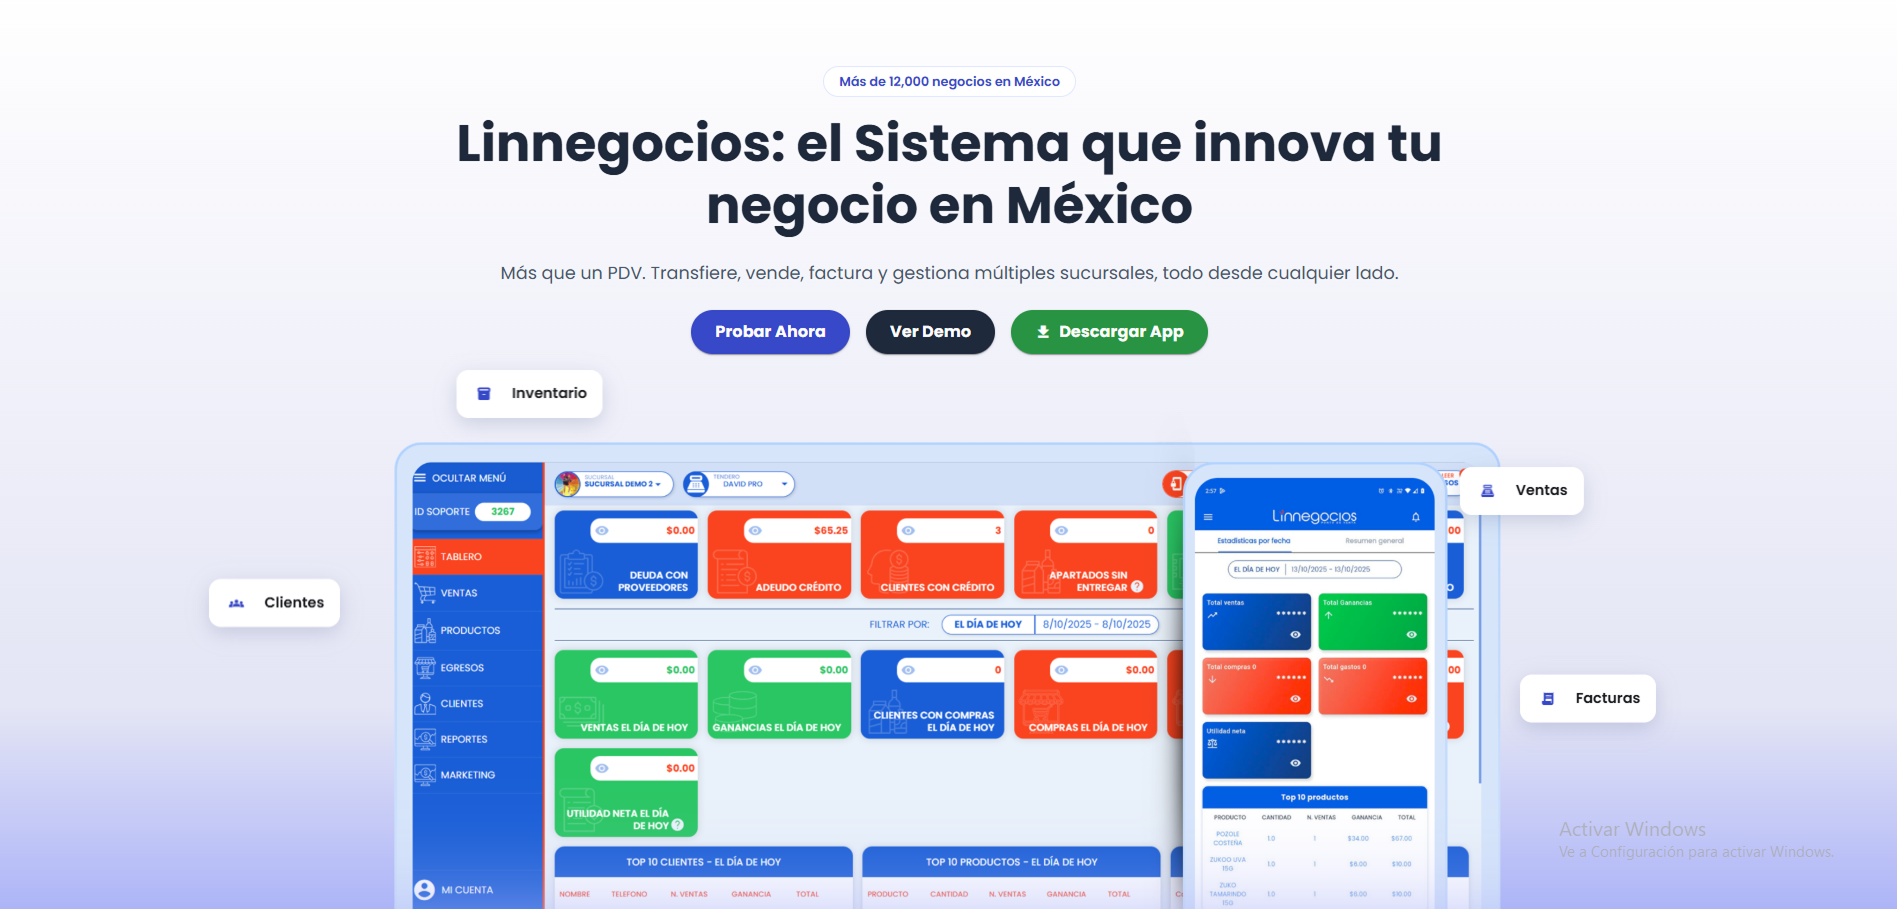 Más de 12,000 negocios en México
Linnegocios: el Sistema que innova tu
negocio en México
Más que un PDV. Transfiere, vende, factura y gestiona múltiples sucursales, todo desde cualquier lado.
Probar Ahora
Ver Demo
Descargar App
Inventario
Clientes
Ventas
Facturas
OCULTAR MENÚ
ID SOPORTE 3267
TABLERO
VENTAS
PRODUCTOS
EGRESOS
CLIENTES
REPORTES
MARKETING
MI CUENTA
SUCURSAL
SUCURSAL DEMO 2
TENDERO
DAVID PRO
$0.00
DEUDA CON
PROVEEDORES
$65.25
ADEUDO CRÉDITO
3
CLIENTES CON CRÉDITO
0
APARTADOS SIN
ENTREGAR ?
FILTRAR POR: EL DÍA DE HOY 8/10/2025 - 8/10/2025
$0.00
VENTAS EL DÍA DE HOY
$0.00
GANANCIAS EL DÍA DE HOY
0
CLIENTES CON COMPRAS
EL DÍA DE HOY
$0.00
COMPRAS EL DÍA DE HOY
$0.00
UTILIDAD NETA EL DÍA
DE HOY ?
TOP 10 CLIENTES - EL DÍA DE HOY
NOMBRE TELEFONO N. VENTAS GANANCIA TOTAL
TOP 10 PRODUCTOS - EL DÍA DE HOY
PRODUCTO CANTIDAD N. VENTAS GANANCIA TOTAL
2:57
Linnegocios
Estadísticas por fecha
Resumen general
EL DÍA DE HOY 13/10/2025 - 13/10/2025
Total ventas
Total Ganancias
Total compras 0
Total gastos 0
Utilidad neta
Top 10 productos
PRODUCTO CANTIDAD N. VENTAS GANANCIA TOTAL
POZOLE
COSTEÑA
1.0 1 $34.00 $67.00
ZUKOO UVA
15G
1.0 1 $6.00 $10.00
ZUKO
TAMARINDO
15G
1.0 1 $6.00 $10.00
Activar Windows
Ve a Configuración para activar Windows.